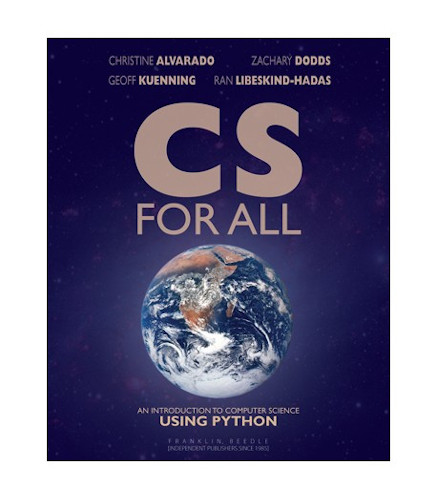 CHRISTINE ALVARADO ZACHARY DODDS
GEOFF KUENNING RAN LIBESKIND-HADAS
CS
FOR ALL
AN INTRODUCTION TO COMPUTER SCIENCE
USING PYTHON
FRANKLIN, BEEDLE
[INDEPENDENT PUBLISHERS SINCE 1985]